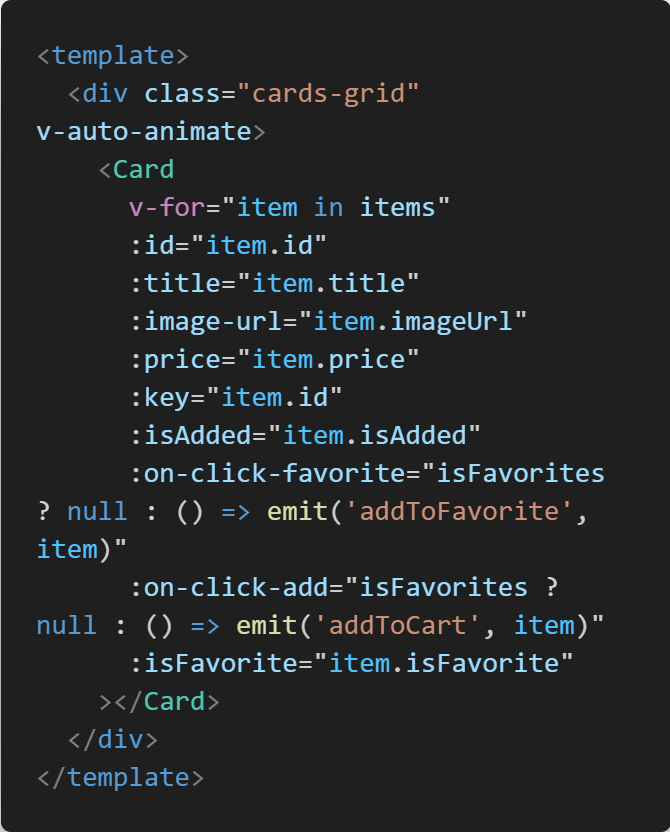 <template>
  <div class="cards-grid"
v-auto-animate>
    <Card
      v-for="item in items"
      :id="item.id"
      :title="item.title"
      :image-url="item.imageUrl"
      :price="item.price"
      :key="item.id"
      :isAdded="item.isAdded"
      :on-click-favorite="isFavorites
? null : () => emit('addToFavorite',
item)"
      :on-click-add="isFavorites ?
null : () => emit('addToCart', item)"
      :isFavorite="item.isFavorite"
    ></Card>
  </div>
</template>